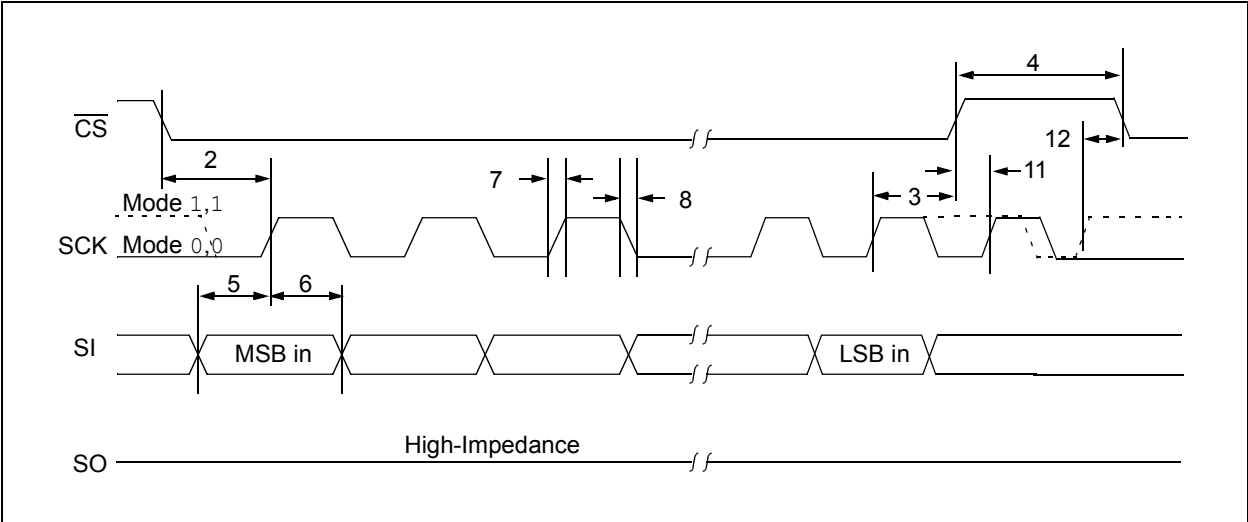 4
CS
12
2
7
8
3
11
Mode 1,1
SCK Mode 0,0
5
6
SI
MSB in
LSB in
High-Impedance
SO